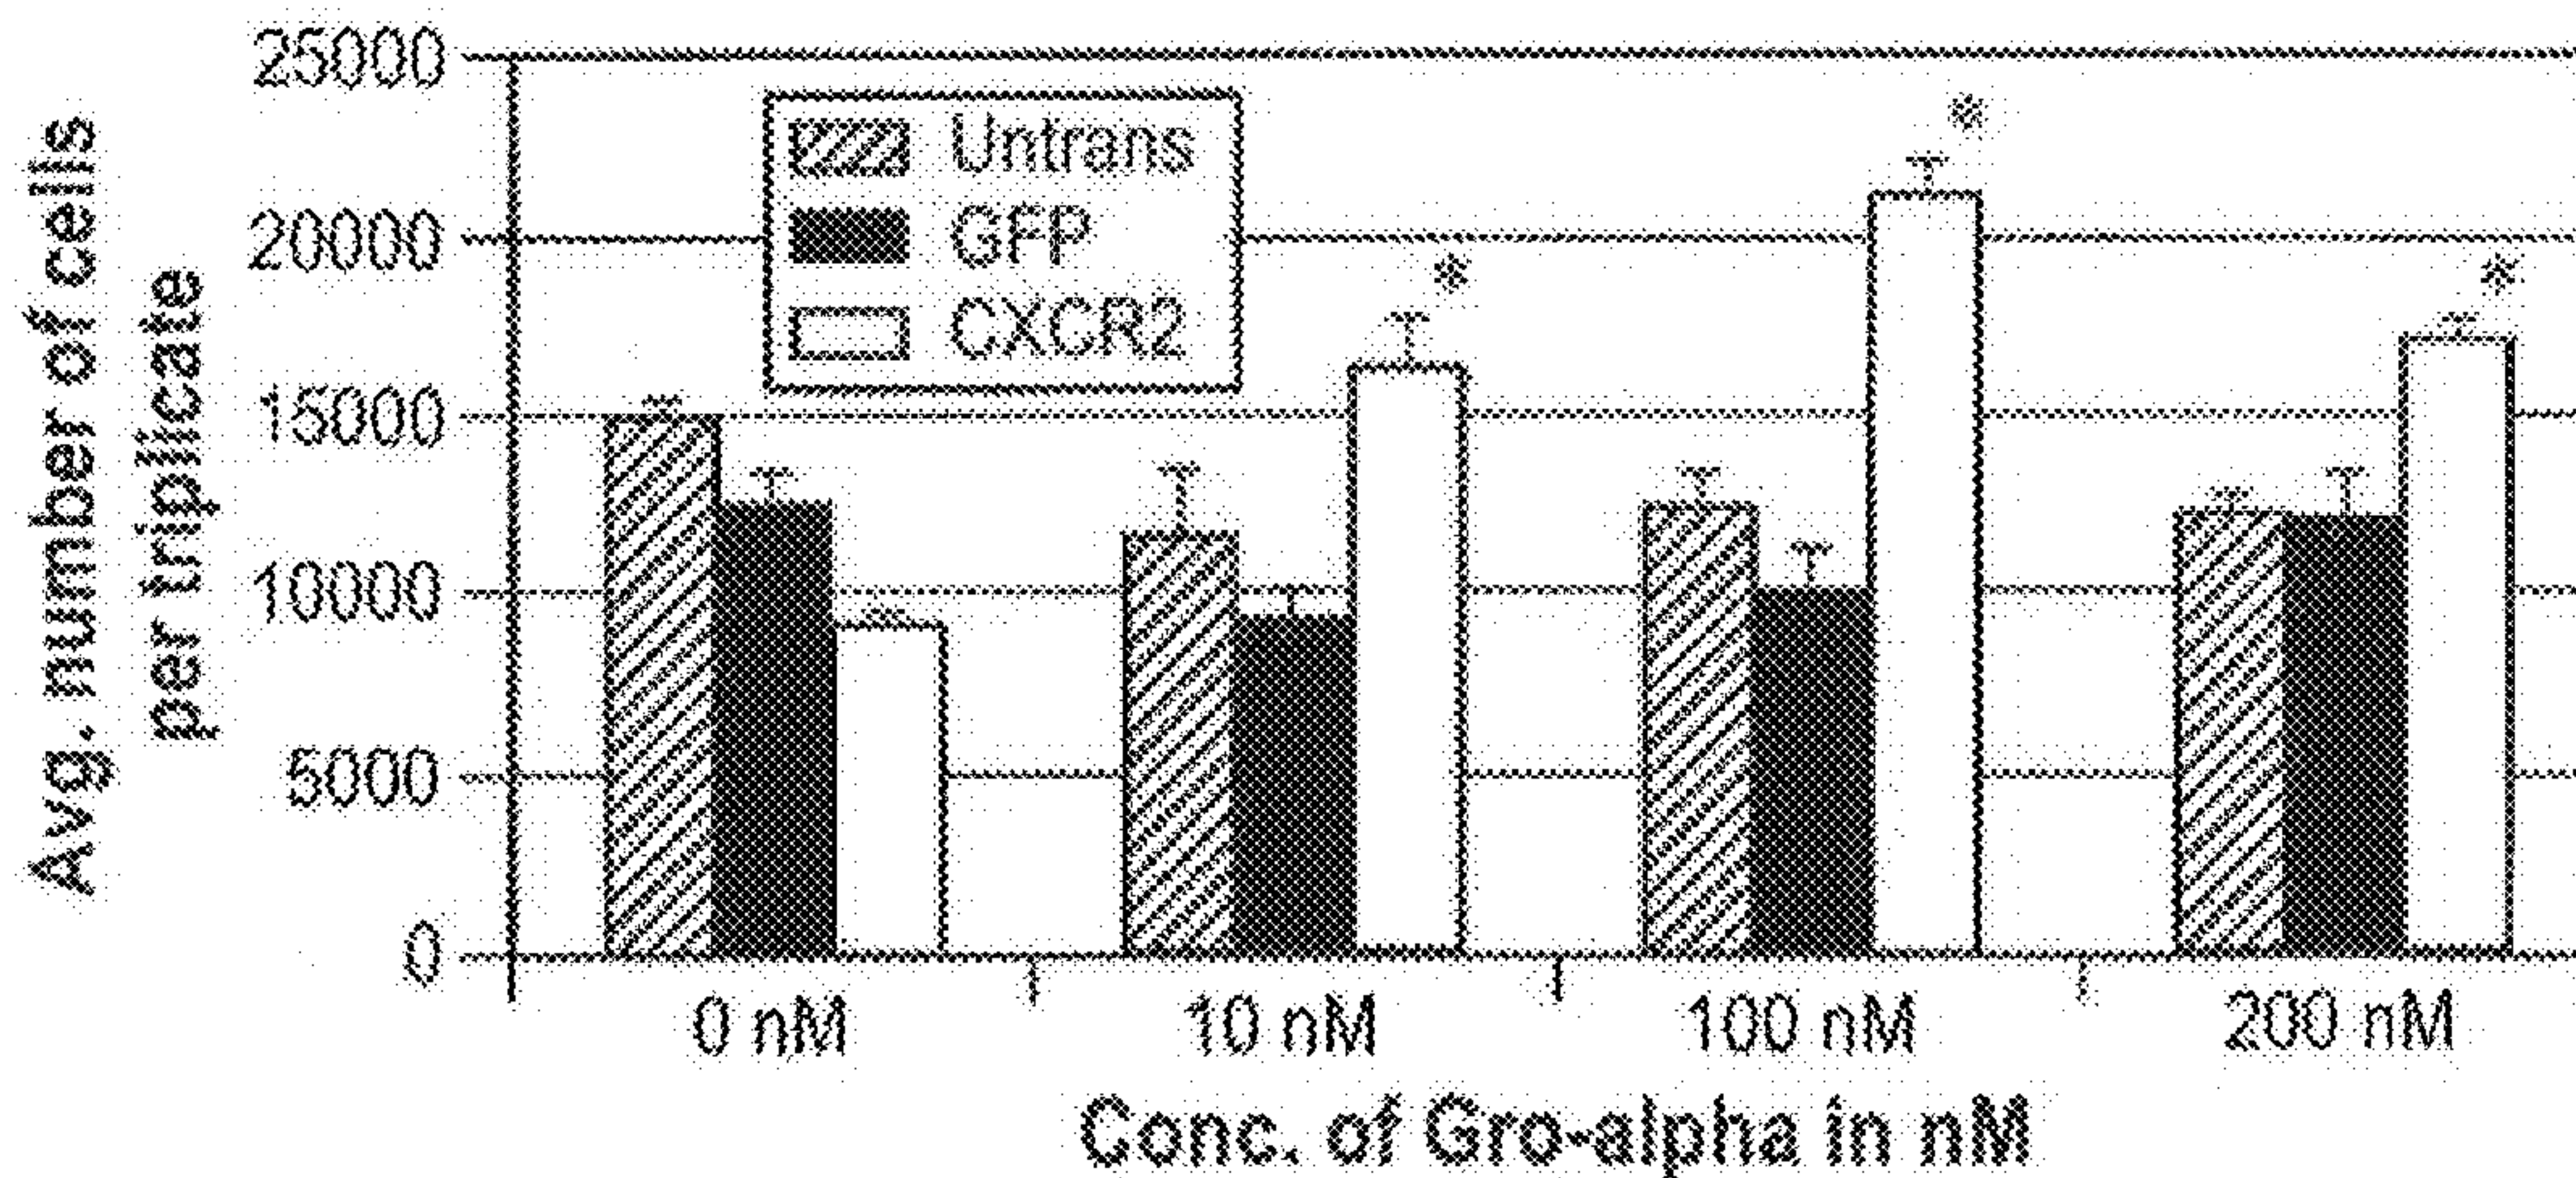 Avg. number of cells
per triplicate
25000
20000
15000
10000
5000
0
Untrans
GFP
CXCR2
*
*
*
0 nM
10 nM
100 nM
200 nM
Conc. of Gro-alpha in nM